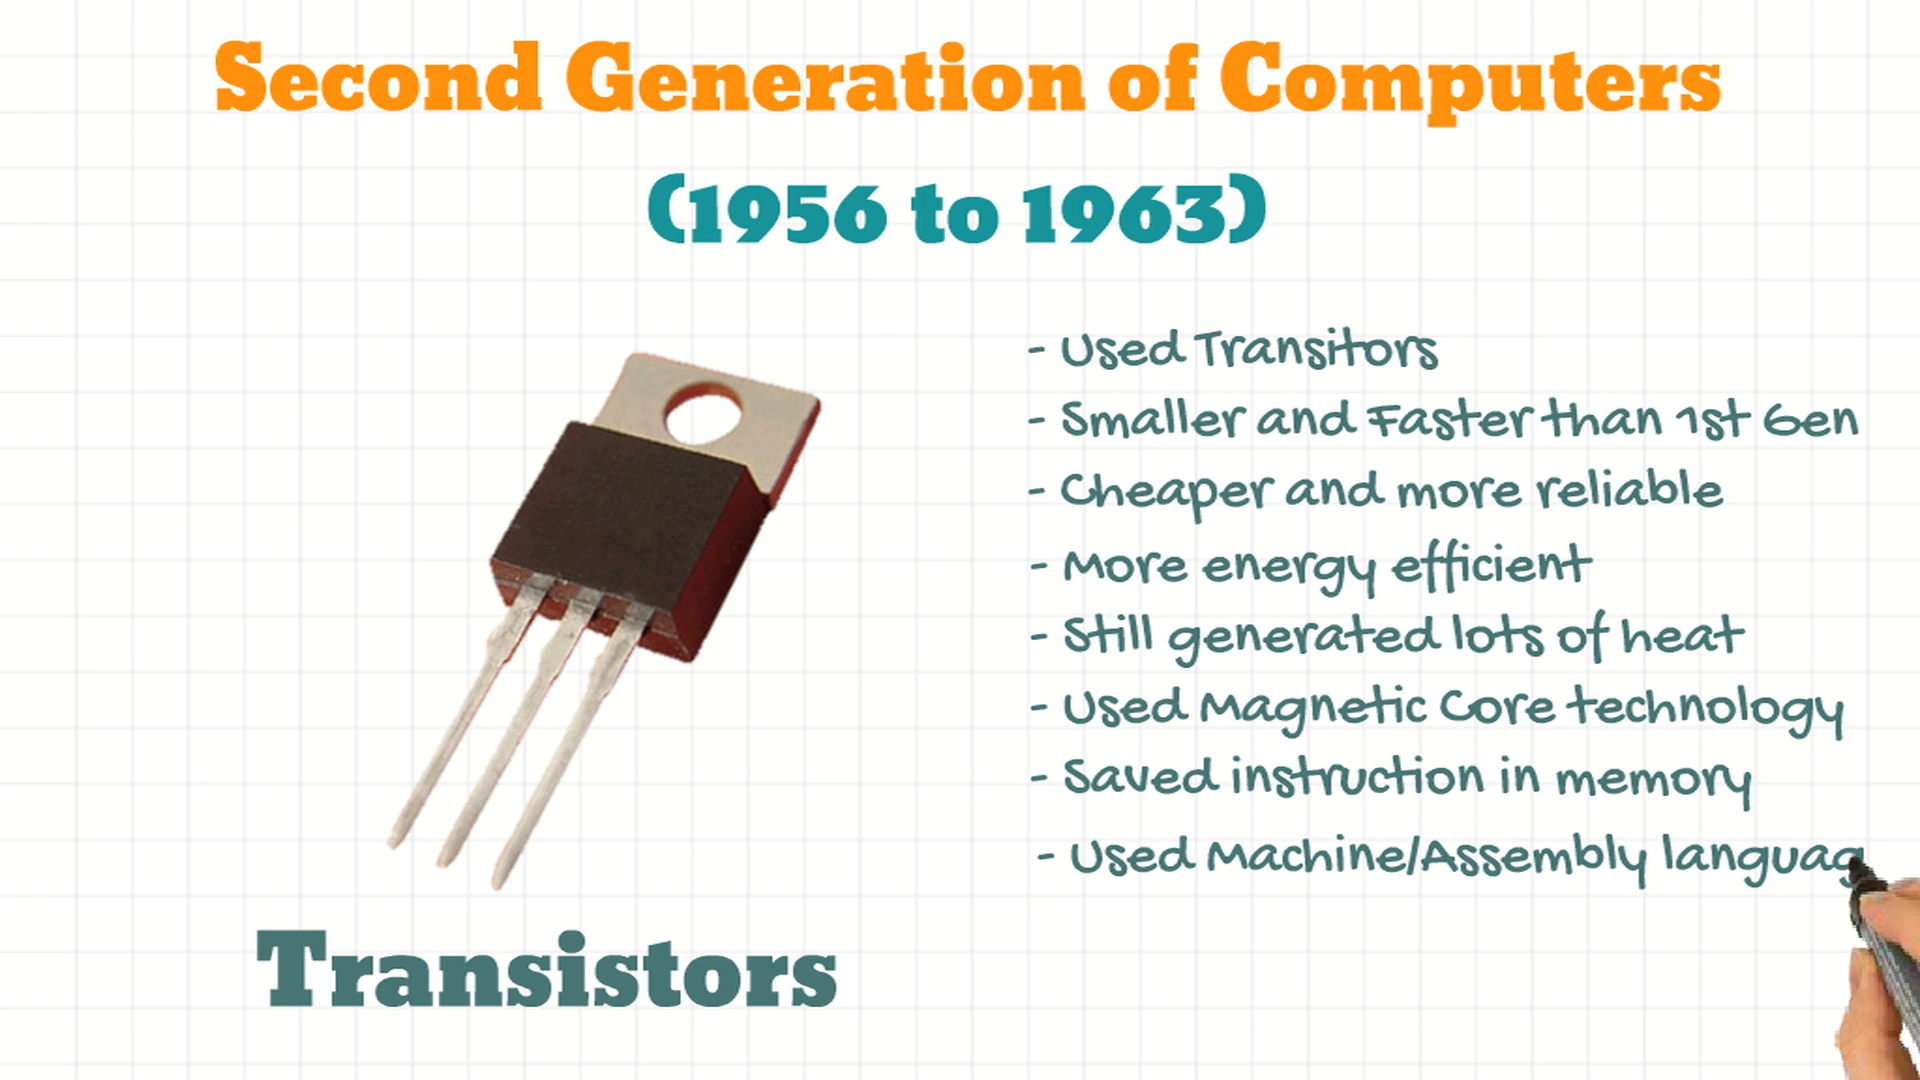 Second Generation of Computers
(1956 to 1963)
- Used Transitors
- Smaller and Faster than 1st Gen
- Cheaper and more reliable
- More energy efficient
- Still generated lots of heat
- Used Magnetic Core technology
- Saved instruction in memory
- Used Machine/Assembly languag
Transistors